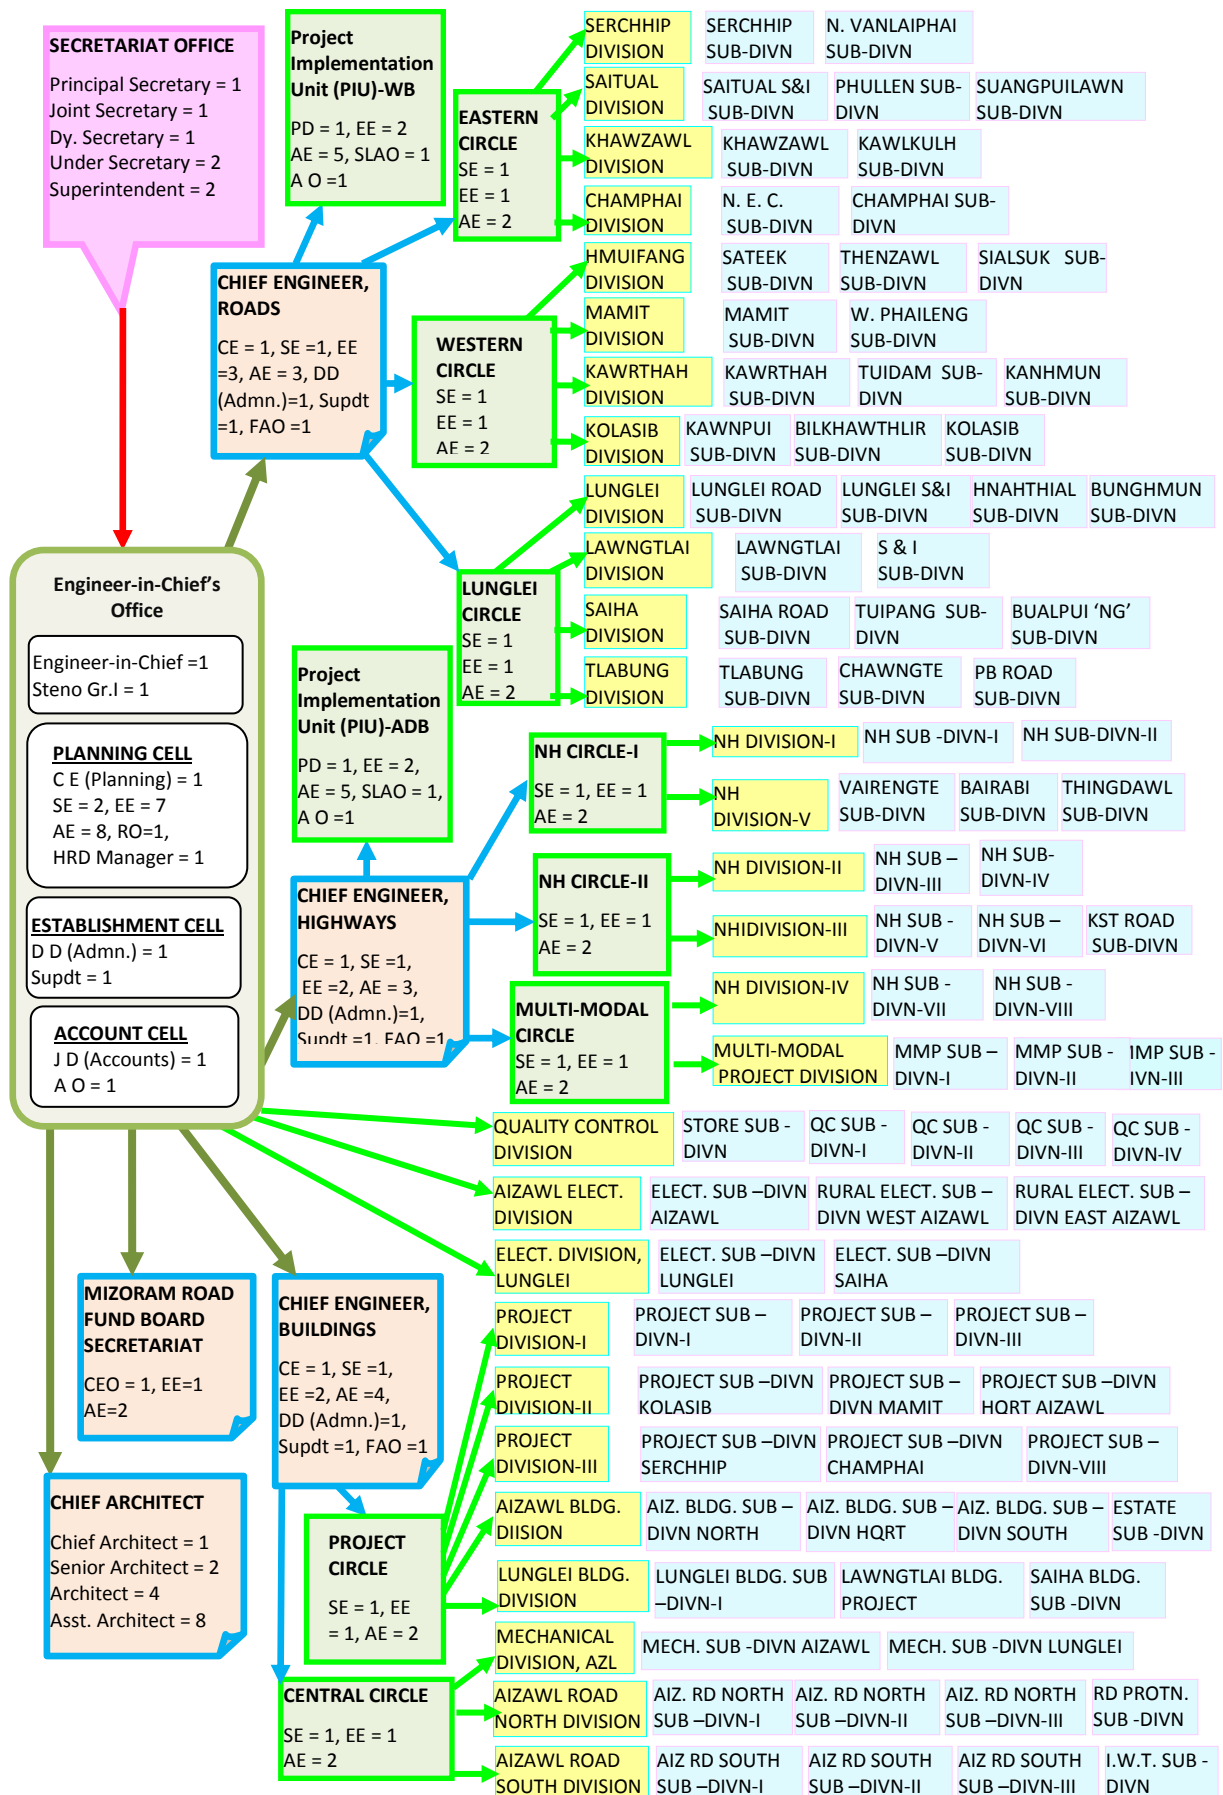 SECRETARIAT OFFICE
Principal Secretary = 1
Joint Secretary = 1
Dy. Secretary = 1
Under Secretary = 2
Superintendent = 2
Project
Implementation
Unit (PIU)-WB
PD = 1, EE = 2
AE = 5, SLAO = 1
A O =1
CHIEF ENGINEER,
ROADS
CE = 1, SE =1, EE
=3, AE = 3, DD
(Admn.)=1, Supdt
=1, FAO =1
EASTERN
CIRCLE
SE = 1
EE = 1
AE = 2
SERCHHIP
DIVISION
SERCHHIP
SUB-DIVN
N. VANLAIPHAI
SUB-DIVN
SAITUAL
DIVISION
SAITUAL S&I
SUB-DIVN
PHULLEN SUB-
DIVN
SUANGPUILAWN
SUB-DIVN
KHAWZAWL
DIVISION
KHAWZAWL
SUB-DIVN
KAWLKULH
SUB-DIVN
CHAMPHAI
DIVISION
N. E. C.
SUB-DIVN
CHAMPHAI SUB-
DIVN
WESTERN
CIRCLE
SE = 1
EE = 1
AE = 2
HMUIFANG
DIVISION
SATEEK
SUB-DIVN
THENZAWL
SUB-DIVN
SIALSUK SUB-
DIVN
MAMIT
DIVISION
MAMIT
SUB-DIVN
W. PHAILENG
SUB-DIVN
KAWRTHAH
DIVISION
KAWRTHAH
SUB-DIVN
TUIDAM SUB-
DIVN
KANHMUN
SUB-DIVN
KOLASIB
DIVISION
KAWNPUI
SUB-DIVN
BILKHAWTHLIR
SUB-DIVN
KOLASIB
SUB-DIVN
LUNGLEI
CIRCLE
SE = 1
EE = 1
AE = 2
LUNGLEI
DIVISION
LUNGLEI ROAD
SUB-DIVN
LUNGLEI S&I
SUB-DIVN
HNAHTHIAL
SUB-DIVN
BUNGHMUN
SUB-DIVN
LAWNGTLAI
DIVISION
LAWNGTLAI
SUB-DIVN
S & I
SUB-DIVN
SAIHA
DIVISION
SAIHA ROAD
SUB-DIVN
TUIPANG SUB-
DIVN
BUALPUI ‘NG’
SUB-DIVN
TLABUNG
DIVISION
TLABUNG
SUB-DIVN
CHAWNGTE
SUB-DIVN
PB ROAD
SUB-DIVN
Engineer-in-Chief’s
Office
Engineer-in-Chief =1
Steno Gr.I = 1
PLANNING CELL
C E (Planning) = 1
SE = 2, EE = 7
AE = 8, RO=1,
HRD Manager = 1
ESTABLISHMENT CELL
D D (Admn.) = 1
Supdt = 1
ACCOUNT CELL
J D (Accounts) = 1
A O = 1
Project
Implementation
Unit (PIU)-ADB
PD = 1, EE = 2,
AE = 5, SLAO = 1,
A O =1
CHIEF ENGINEER,
HIGHWAYS
CE = 1, SE =1,
EE =2, AE = 3,
DD (Admn.)=1,
Supdt =1, FAO =1
NH CIRCLE-I
SE = 1, EE = 1
AE = 2
NH DIVISION-I
NH SUB -DIVN-I
NH SUB-DIVN-II
NH
DIVISION-V
VAIRENGTE
SUB-DIVN
BAIRABI
SUB-DIVN
THINGDAWL
SUB-DIVN
NH CIRCLE-II
SE = 1, EE = 1
AE = 2
NH DIVISION-II
NH SUB –
DIVN-III
NH SUB-
DIVN-IV
NHIDIVISION-III
NH SUB -
DIVN-V
NH SUB –
DIVN-VI
KST ROAD
SUB-DIVN
MULTI-MODAL
CIRCLE
SE = 1, EE = 1
AE = 2
NH DIVISION-IV
NH SUB -
DIVN-VII
NH SUB -
DIVN-VIII
MULTI-MODAL
PROJECT DIVISION
MMP SUB –
DIVN-I
MMP SUB -
DIVN-II
IMP SUB -
IVN-III
QUALITY CONTROL
DIVISION
STORE SUB -
DIVN
QC SUB -
DIVN-I
QC SUB -
DIVN-II
QC SUB -
DIVN-III
QC SUB -
DIVN-IV
AIZAWL ELECT.
DIVISION
ELECT. SUB –DIVN
AIZAWL
RURAL ELECT. SUB –
DIVN WEST AIZAWL
RURAL ELECT. SUB –
DIVN EAST AIZAWL
ELECT. DIVISION,
LUNGLEI
ELECT. SUB –DIVN
LUNGLEI
ELECT. SUB –DIVN
SAIHA
MIZORAM ROAD
FUND BOARD
SECRETARIAT
CEO = 1, EE=1
AE=2
CHIEF ARCHITECT
Chief Architect = 1
Senior Architect = 2
Architect = 4
Asst. Architect = 8
CHIEF ENGINEER,
BUILDINGS
CE = 1, SE =1,
EE =2, AE =4,
DD (Admn.)=1,
Supdt =1, FAO =1
PROJECT
CIRCLE
SE = 1, EE
= 1, AE = 2
PROJECT
DIVISION-I
PROJECT SUB –
DIVN-I
PROJECT SUB –
DIVN-II
PROJECT SUB –
DIVN-III
PROJECT
DIVISION-II
PROJECT SUB –DIVN
KOLASIB
PROJECT SUB –
DIVN MAMIT
PROJECT SUB –DIVN
HQRT AIZAWL
PROJECT
DIVISION-III
PROJECT SUB –DIVN
SERCHHIP
PROJECT SUB –DIVN
CHAMPHAI
PROJECT SUB –
DIVN-VIII
AIZAWL BLDG.
DIISION
AIZ. BLDG. SUB –
DIVN NORTH
AIZ. BLDG. SUB –
DIVN HQRT
AIZ. BLDG. SUB –
DIVN SOUTH
ESTATE
SUB -DIVN
LUNGLEI BLDG.
DIVISION
LUNGLEI BLDG. SUB
–DIVN-I
LAWNGTLAI BLDG.
PROJECT
SAIHA BLDG.
SUB -DIVN
CENTRAL CIRCLE
SE = 1, EE = 1
AE = 2
MECHANICAL
DIVISION, AZL
MECH. SUB -DIVN AIZAWL
MECH. SUB -DIVN LUNGLEI
AIZAWL ROAD
NORTH DIVISION
AIZ. RD NORTH
SUB –DIVN-I
AIZ. RD NORTH
SUB –DIVN-II
AIZ. RD NORTH
SUB –DIVN-III
RD PROTN.
SUB -DIVN
AIZAWL ROAD
SOUTH DIVISION
AIZ RD SOUTH
SUB –DIVN-I
AIZ RD SOUTH
SUB –DIVN-II
AIZ RD SOUTH
SUB –DIVN-III
I.W.T. SUB -
DIVN